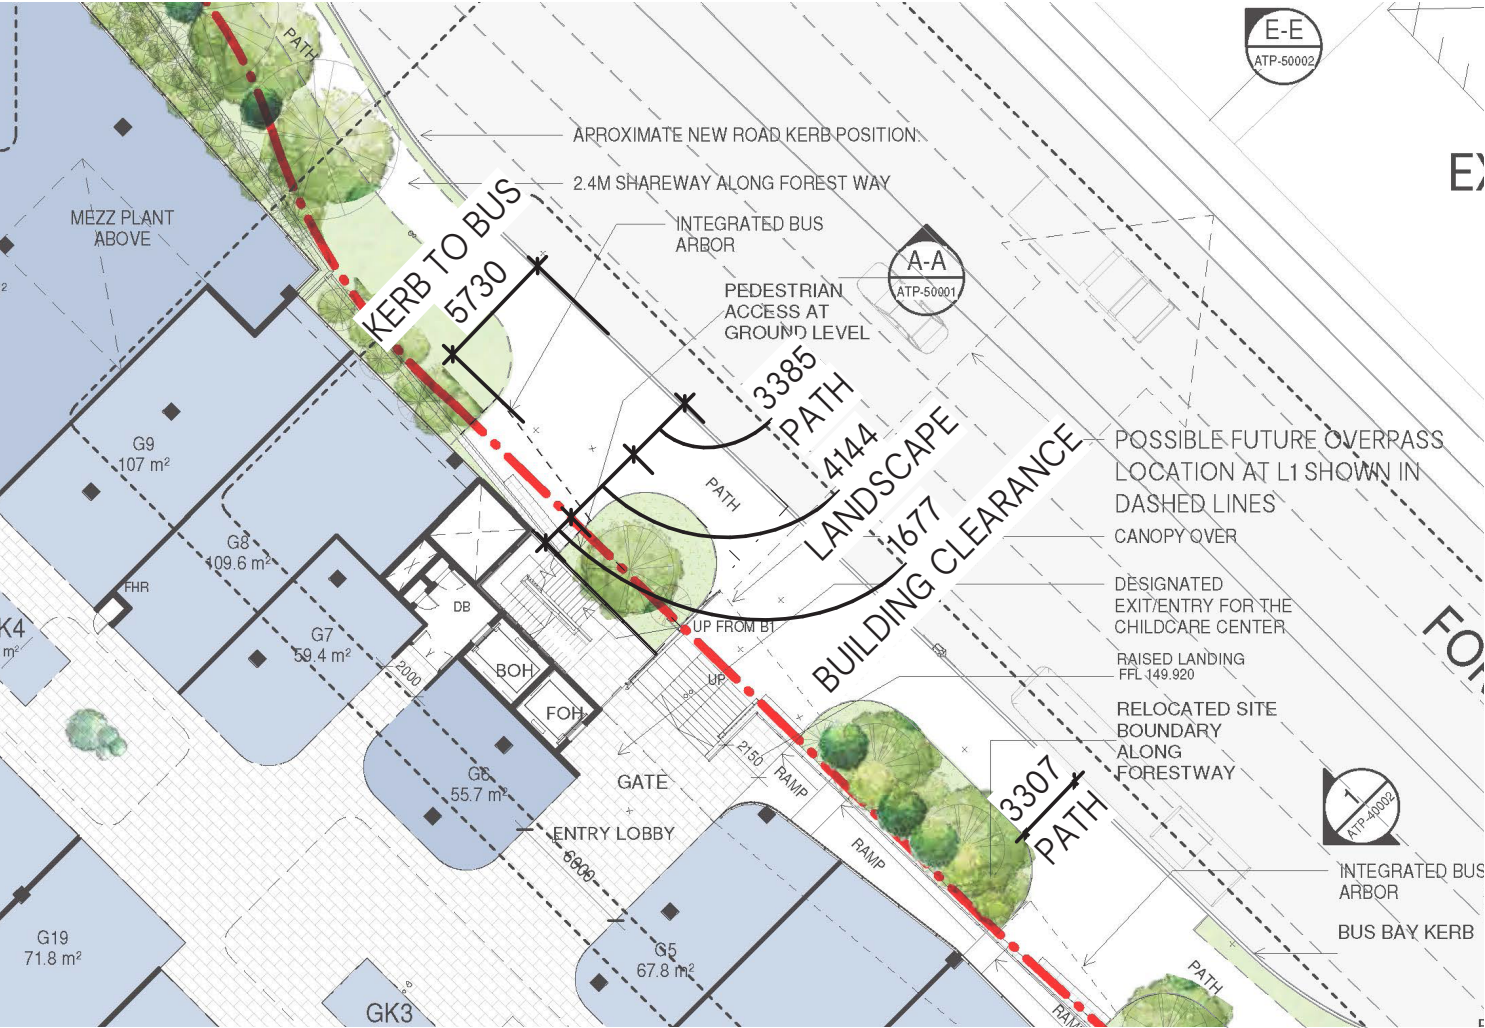 PATH
E-E
ATP-50002
APROXIMATE NEW ROAD KERB POSITION.
2.4M SHAREWAY ALONG FOREST WAY
MEZZ PLANT
ABOVE
INTEGRATED BUS
ARBOR
KERB TO BUS
5730
A-A
ATP-50001
PEDESTRIAN
ACCESS AT
GROUND LEVEL
3385
PATH
4144
LANDSCAPE
1677
BUILDING CLEARANCE
POSSIBLE FUTURE OVERPASS
LOCATION AT L1 SHOWN IN
DASHED LINES
CANOPY OVER
DESIGNATED
EXIT/ENTRY FOR THE
CHILDCARE CENTER
RAISED LANDING
FFL 149.920
RELOCATED SITE
BOUNDARY
ALONG
FORESTWAY
G9
107 m²
G8
109.6 m²
PATH
FHR
DB
K4
m²
G7
59.4 m²
2000
BOH
FOH
UP FROM B1
UP
2150
RAMP
GATE
G6
55.7 m²
ENTRY LOBBY
6000
RAMP
3307
PATH
1
ATP-40002
INTEGRATED BUS
ARBOR
BUS BAY KERB
G19
71.8 m²
G5
67.8 m²
PATH
GK3